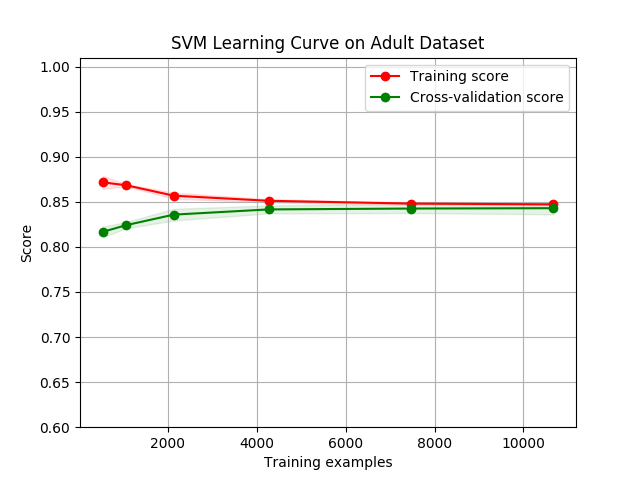 SVM Learning Curve on Adult Dataset
1.00
0.95
0.90
0.85
0.80
0.75
0.70
0.65
0.60
Score
Training score
Cross-validation score
2000 4000 6000 8000 10000
Training examples